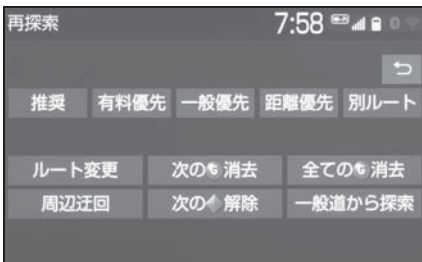 再探索 7:58 0
推奨 有料優先 一般優先 距離優先 別ルート
ルート変更 次の 消去 全ての 消去
周辺迂回 次の 解除 一般道から探索